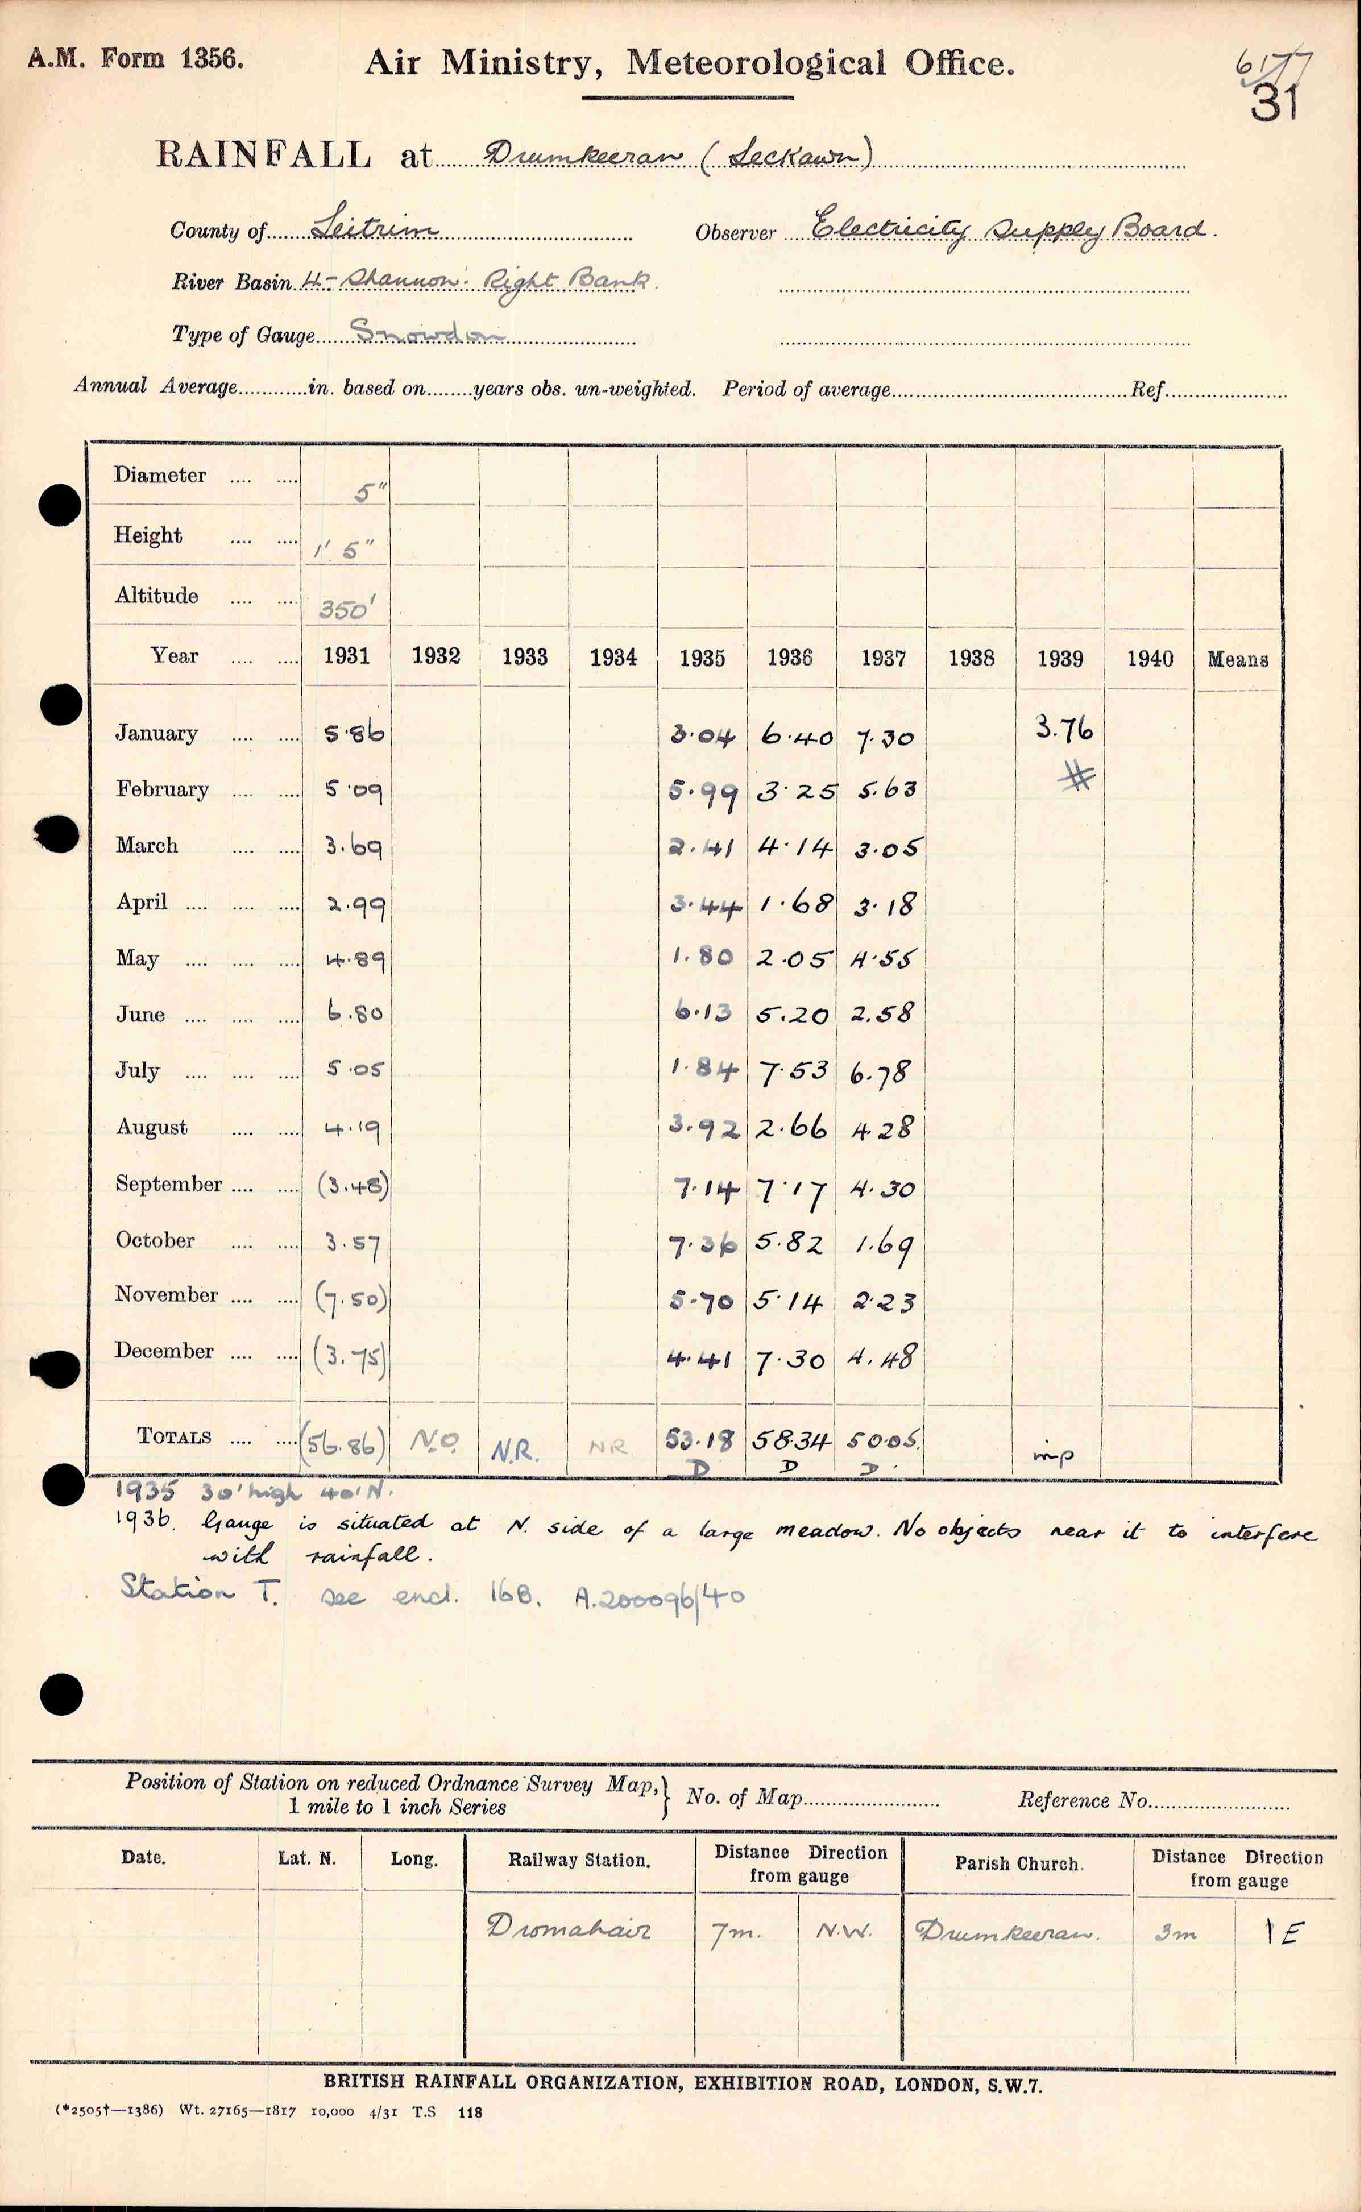 A.M. Form 1356.
Air Ministry, Meteorological Office.
6177
31
RAINFALL at Drumkeeran (Leckawn)
County of Leitrim Observer Electricity Supply Board.
River Basin 4- Shannon: Right Bank.
Type of Gauge Snowdon
Annual Average............in. based on........years obs. un-weighted. Period of average........................................Ref......................
Diameter .... .... 5"
Height .... .... 1' 5"
Altitude .... .... 350'
Year .... .... 1931 1932 1933 1934 1935 1936 1937 1938 1939 1940 Means
January .... .... 5.86 3.04 6.40 7.30 3.76
February .... .... 5.09 5.99 3.25 5.63 #
March .... .... 3.69 2.41 4.14 3.05
April .... .... .... 2.99 3.44 1.68 3.18
May .... .... .... 4.89 1.80 2.05 4.55
June .... .... .... 6.80 6.13 5.20 2.58
July .... .... .... 5.05 1.84 7.53 6.78
August .... .... 4.19 3.92 2.66 4.28
September .... .... (3.48) 7.14 7.17 4.30
October .... .... 3.57 7.36 5.82 1.69
November .... .... (7.50) 5.70 5.14 2.23
December .... .... (3.75) 4.41 7.30 4.48
TOTALS .... .... (56.86) N.O. N.R. NR 53.18 58.34 50.05. imp
D D D.
1935 30' high 40' N.
1936. Gauge is situated at N. side of a large meadow. No objects near it to interfere
with rainfall.
Station T. see encl. 16B. A.200096/40
Position of Station on reduced Ordnance Survey Map,} No. of Map........................ Reference No.........................
1 mile to 1 inch Series
Date. Lat. N. Long. Railway Station. Distance Direction from gauge Parish Church. Distance Direction from gauge
Dromahair 7m. N.W. Drumkeeran. 3m 1E
BRITISH RAINFALL ORGANIZATION, EXHIBITION ROAD, LONDON, S.W.7.
(*2505†—1386) Wt. 27165—1817 10,000 4/31 T.S 118